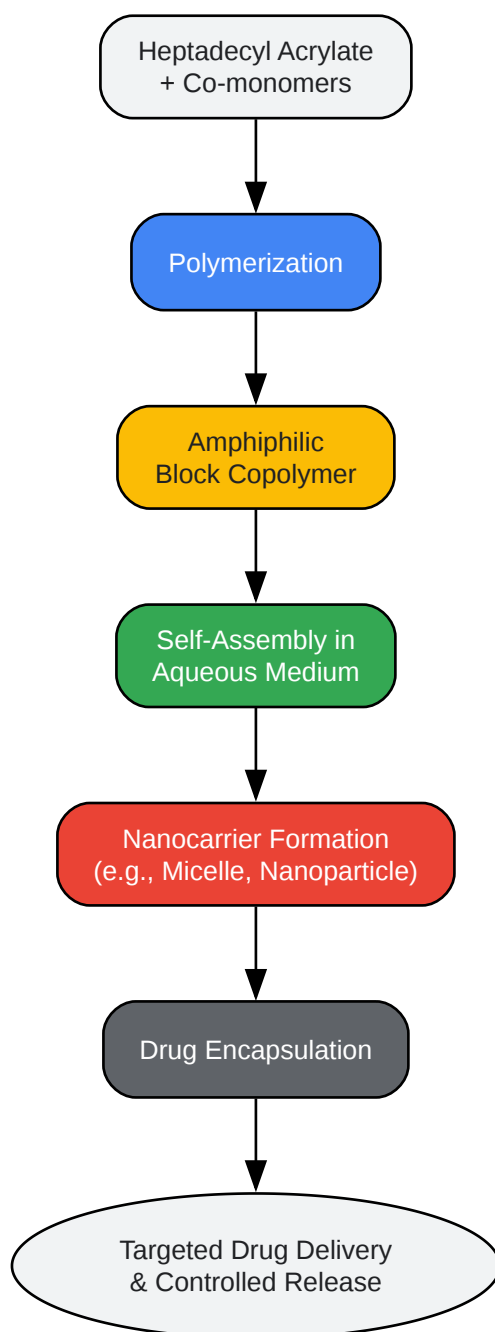 Heptadecyl Acrylate
+ Co-monomers
Polymerization
Amphiphilic
Block Copolymer
Self-Assembly in
Aqueous Medium
Nanocarrier Formation
(e.g., Micelle, Nanoparticle)
Drug Encapsulation
Targeted Drug Delivery
& Controlled Release